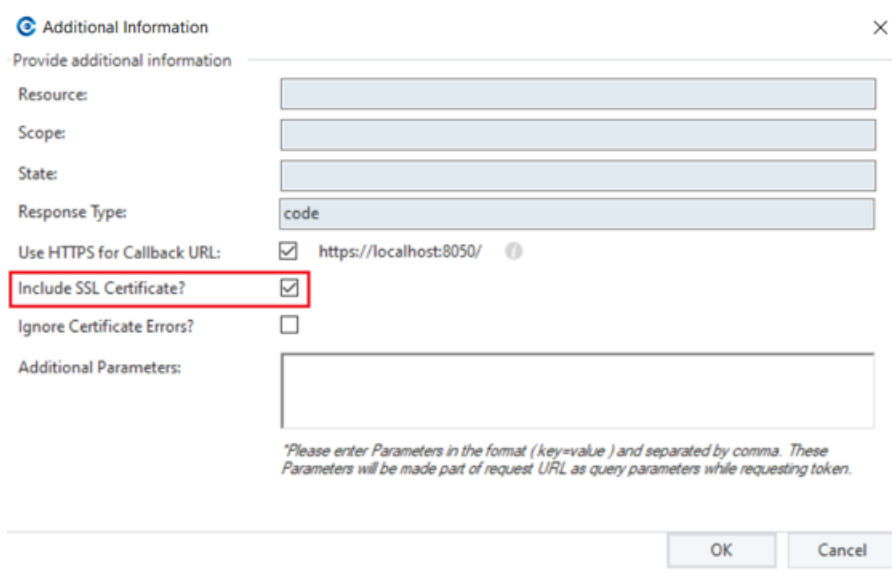 Additional Information
Provide additional information
Resource:
Scope:
State:
Response Type: code
Use HTTPS for Callback URL: https://localhost:8050/
Include SSL Certificate?
Ignore Certificate Errors?
Additional Parameters:
*Please enter Parameters in the format ( key=value ) and separated by comma. These
Parameters will be made part of request URL as query parameters while requesting token.
OK Cancel